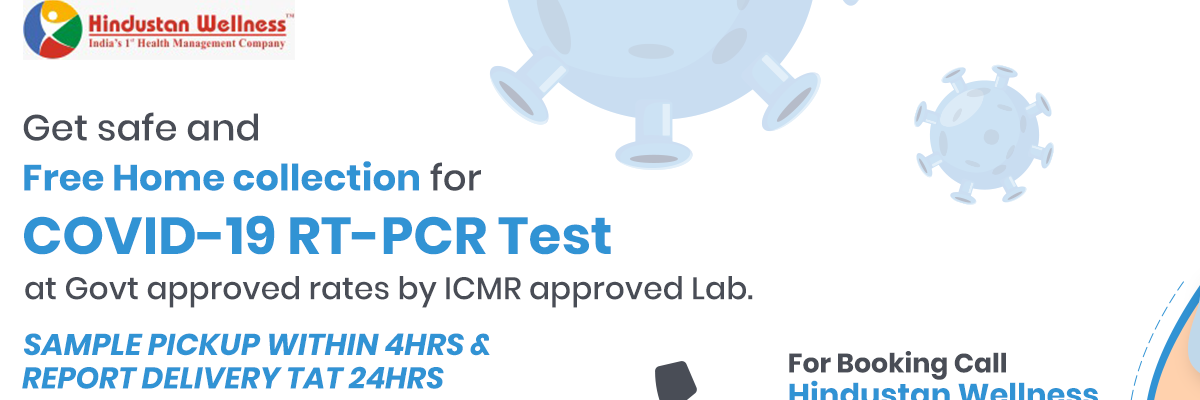 Hindustan Wellness™
India's 1st Health Management Company
Get safe and
Free Home collection for
COVID-19 RT-PCR Test
at Govt approved rates by ICMR approved Lab.
SAMPLE PICKUP WITHIN 4HRS &
REPORT DELIVERY TAT 24HRS
For Booking Call
Hindustan Wellness